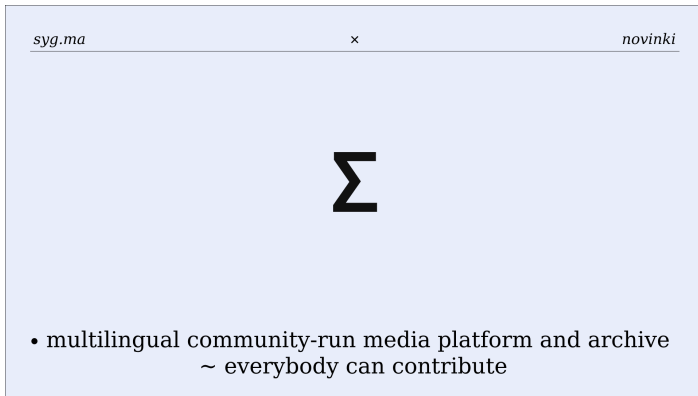 syg.ma × novinki
Σ
• multilingual community-run media platform and archive
~ everybody can contribute